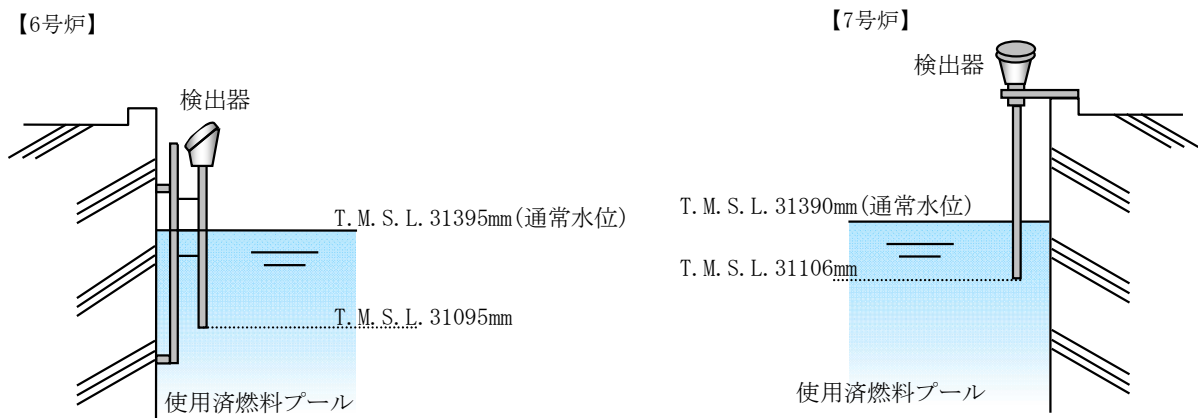 【6号炉】
検出器
T.M.S.L.31395mm(通常水位)
T.M.S.L.31095mm
使用済燃料プール
【7号炉】
検出器
T.M.S.L.31390mm(通常水位)
T.M.S.L.31106mm
使用済燃料プール